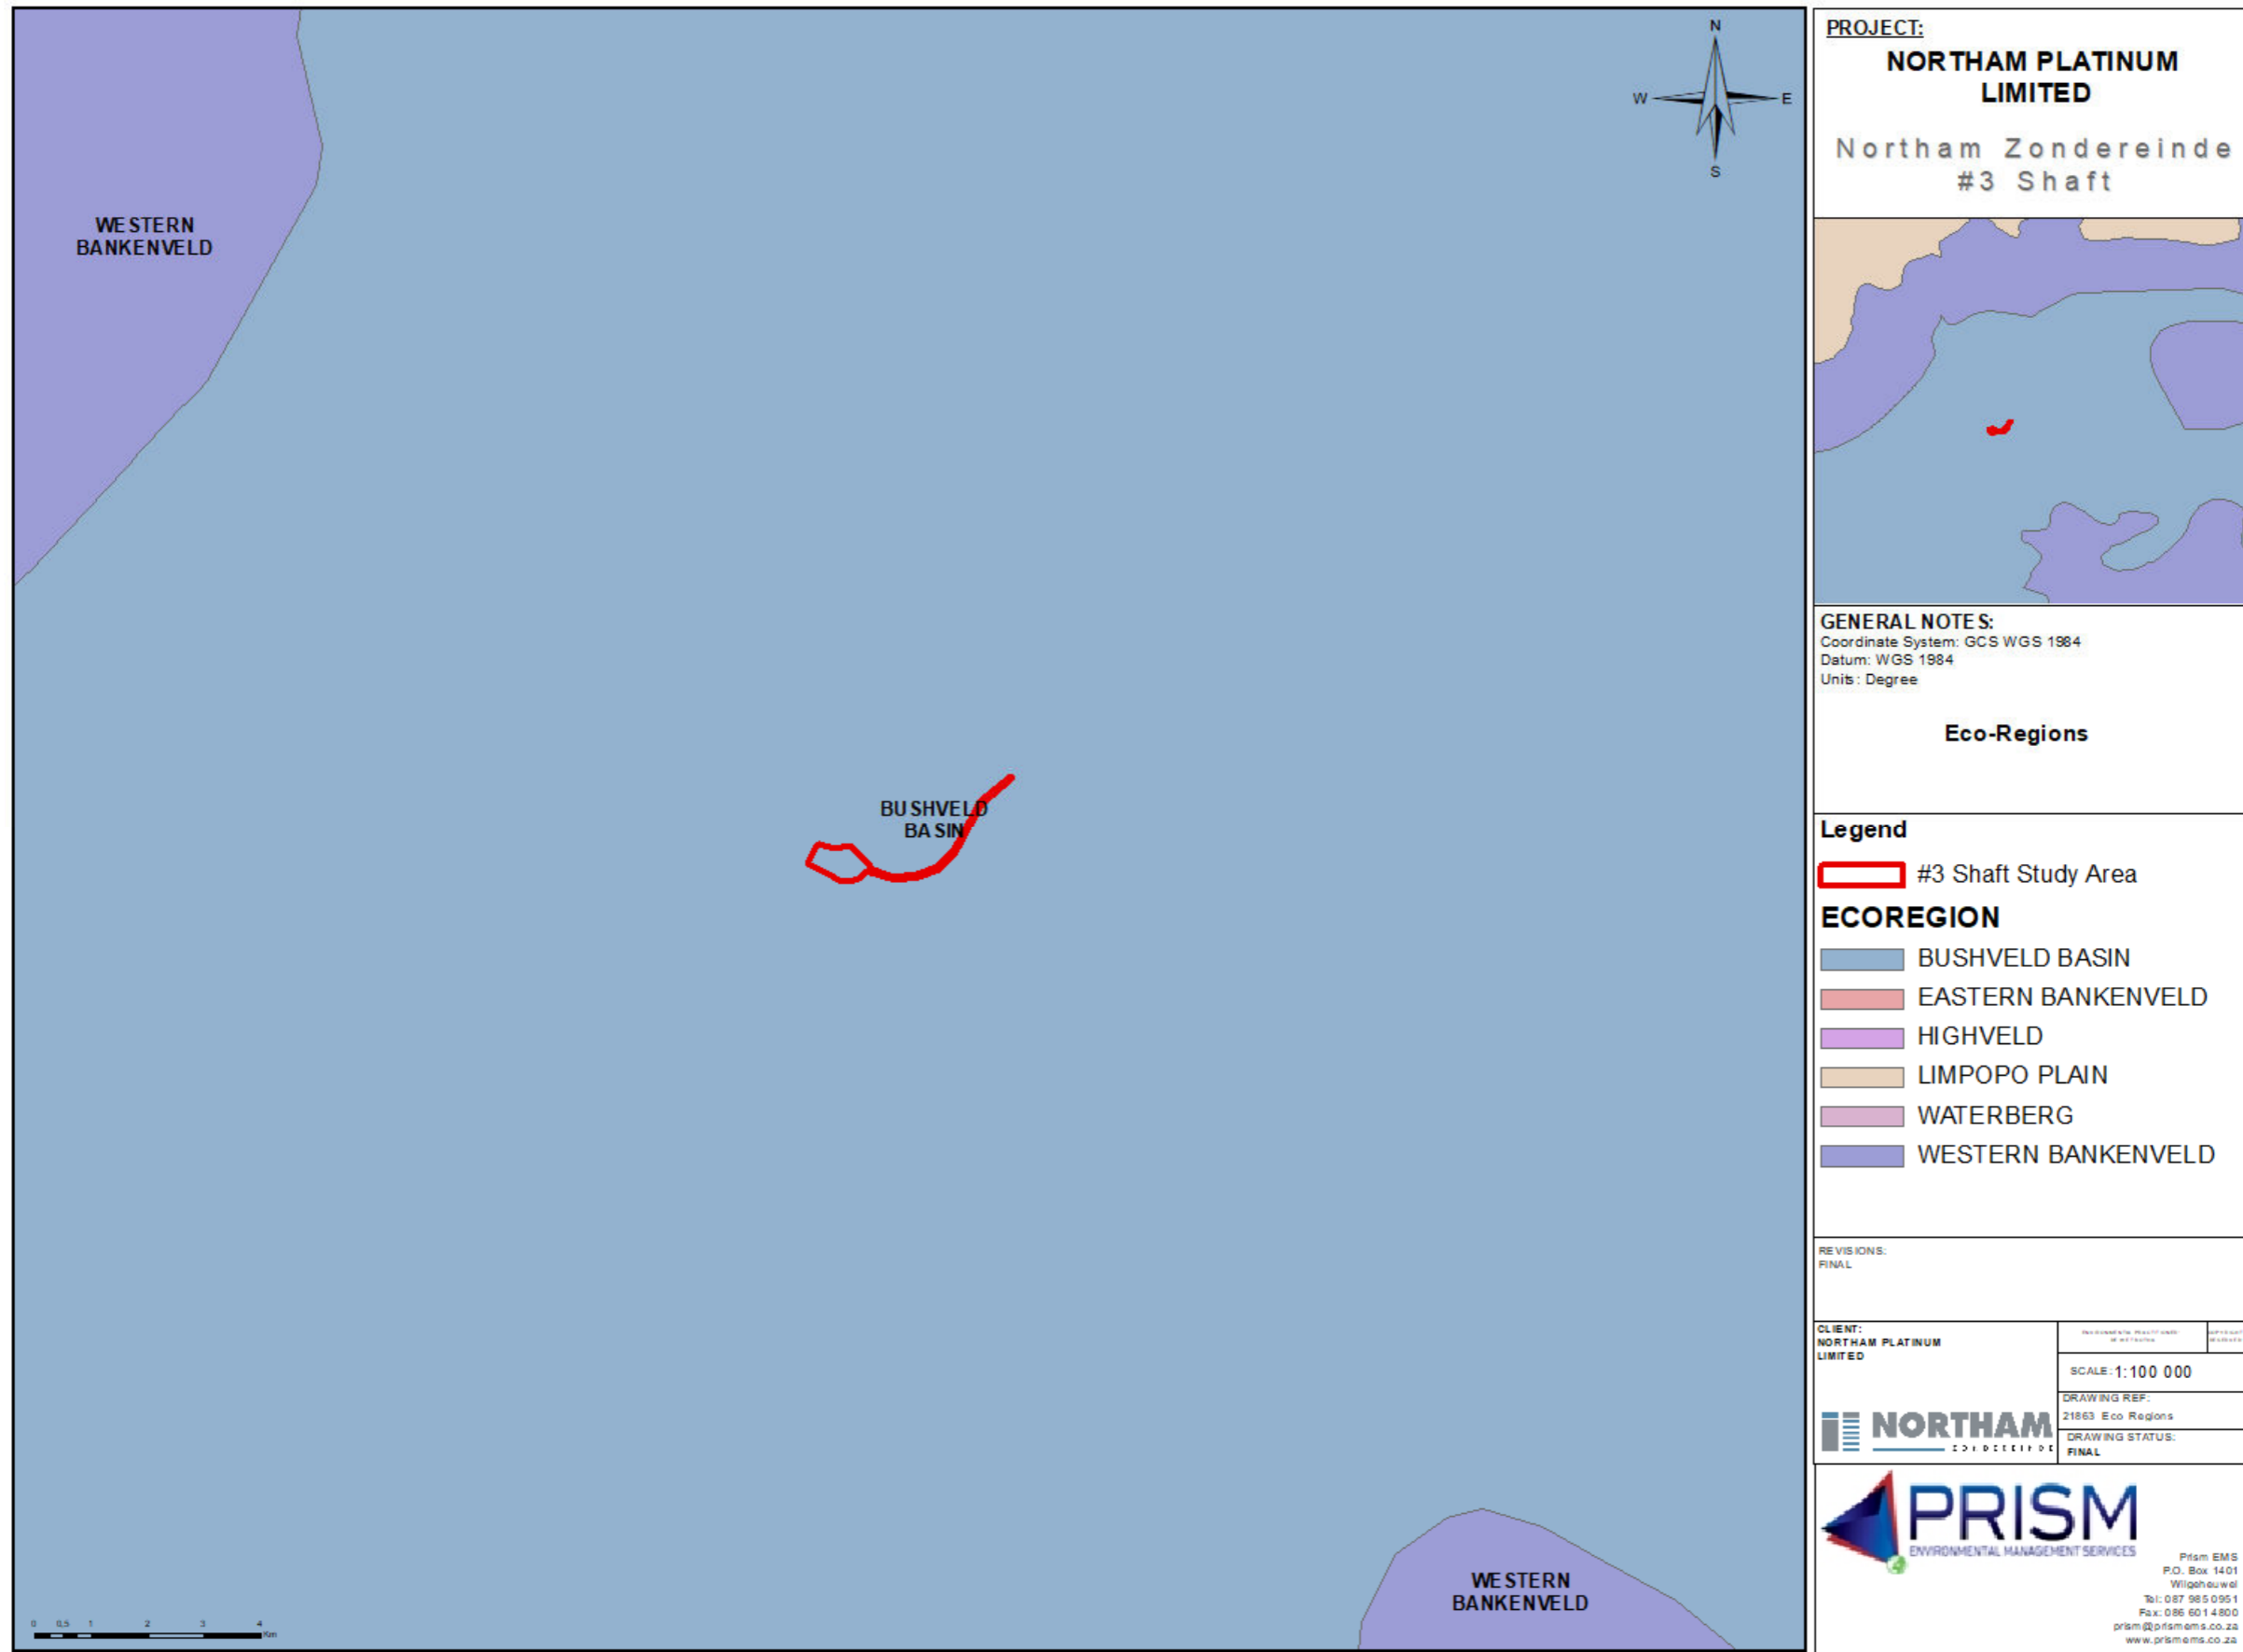 N
W
E
S
WESTERN
BANKENVELD
BUSHVELD
BASIN
WESTERN
BANKENVELD
0 0,5 1 2 3 4
Km
PROJECT:
NORTHAM PLATINUM
LIMITED
Northam Zondereinde
#3 Shaft
GENERAL NOTES:
Coordinate System: GCS WGS 1984
Datum: WGS 1984
Units: Degree
Eco-Regions
Legend
#3 Shaft Study Area
ECOREGION
BUSHVELD BASIN
EASTERN BANKENVELD
HIGHVELD
LIMPOPO PLAIN
WATERBERG
WESTERN BANKENVELD
REVISIONS:
FINAL
CLIENT:
NORTHAM PLATINUM
LIMITED
SCALE: 1:100 000
DRAWING REF:
21863 Eco Regions
DRAWING STATUS:
FINAL
NORTHAM
ZONDEREINDE
PRISM
ENVIRONMENTAL MANAGEMENT SERVICES
Prism EMS
P.O. Box 1401
Wilgeheuwel
Tel: 087 985 0951
Fax: 086 601 4800
prism@prismems.co.za
www.prismems.co.za